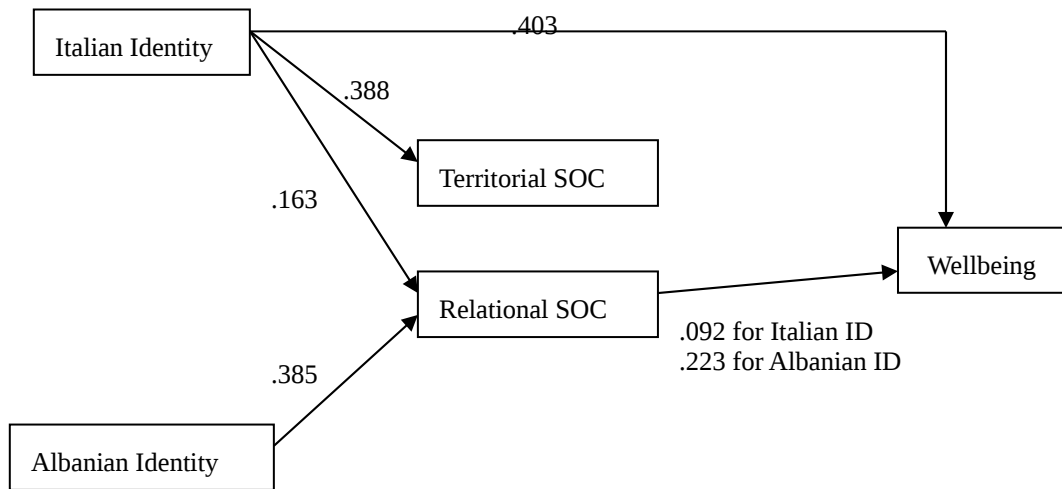 .403
Italian Identity
.388
Territorial SOC
.163
Wellbeing
Relational SOC
.092 for Italian ID
.223 for Albanian ID
.385
Albanian Identity